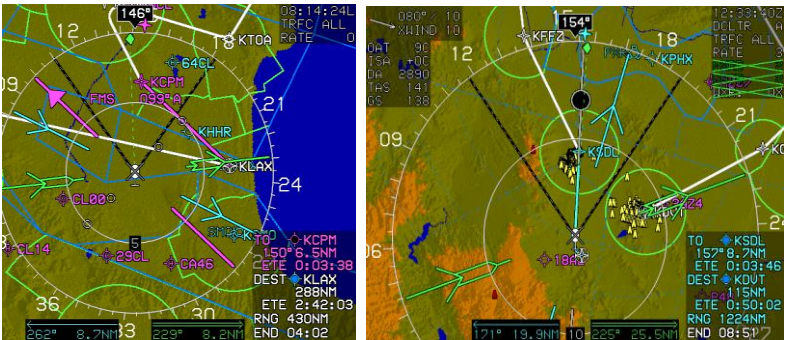 146°
08:14:24L
TRFC ALL
RATE 0
KTOA
18
64CL
09
KCPM
099°A
FMS
21
KHHR
KLAX
24
CL00
5
TO KCPM
150° 6.5NM
ETE 0:03:38
DEST KLAX
288NM
ETE 2:42:03
RNG 430NM
END 04:02
CL14
29CL
CA46
36
33
30
262° 8.7NM
229° 8.2NM
080° 10
XWIND 10
154°
12:33:40Z
DCLTR A
TRFC ALL
RATE 3
KFFZ
18
KPHX
OAT 9C
ISA +0C
DA 2890
TAS 141
GS 138
21
09
KSDL
KDVT
24
06
TO KSDL
157° 8.7NM
ETE 0:03:46
DEST KDVT
115NM
ETE 0:50:02
RNG 1224NM
END 08:51
171° 19.9NM
10
225° 25.5NM